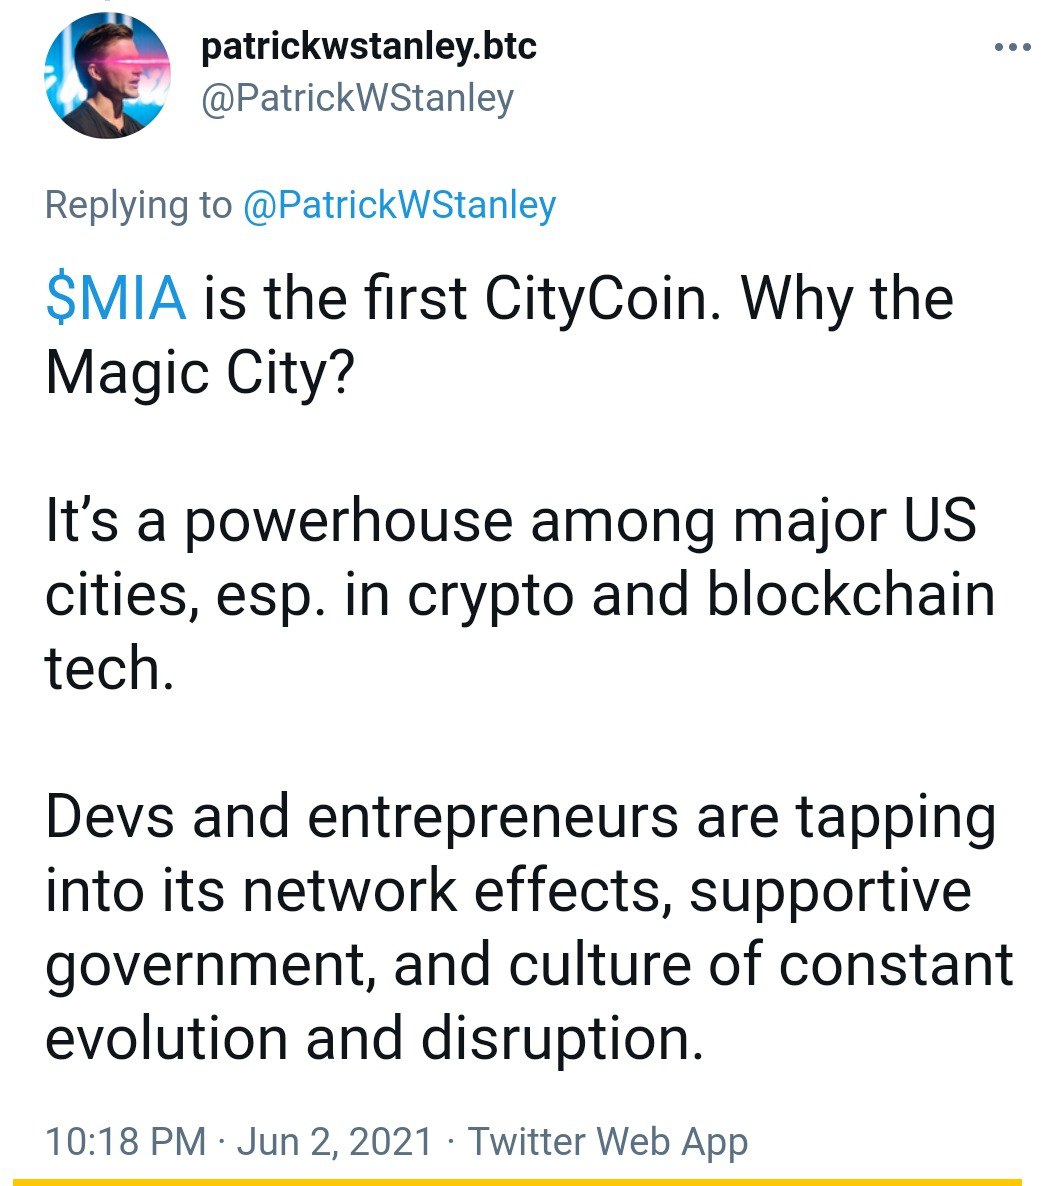 patrickwstanley.btc
@PatrickWStanley
Replying to @PatrickWStanley
$MIA is the first CityCoin. Why the
Magic City?
It’s a powerhouse among major US
cities, esp. in crypto and blockchain
tech.
Devs and entrepreneurs are tapping
into its network effects, supportive
government, and culture of constant
evolution and disruption.
10:18 PM · Jun 2, 2021 · Twitter Web App